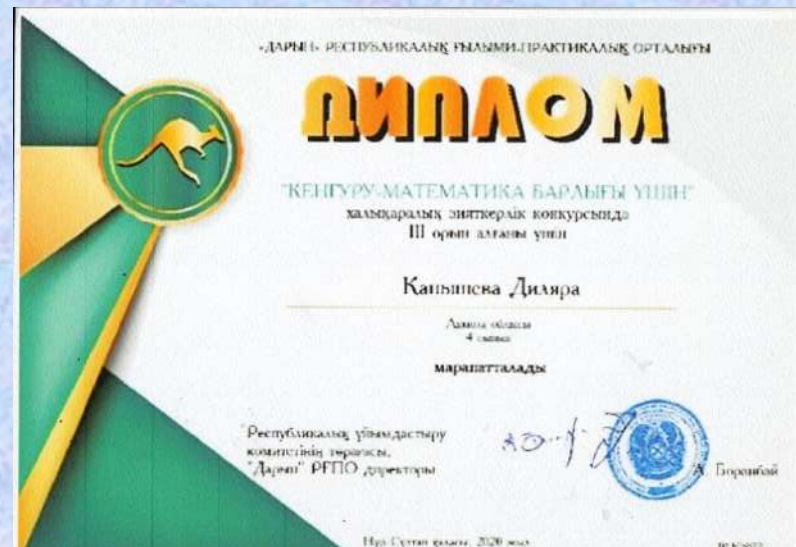 «ДАРЫН» РЕСПУБЛИКАЛЫҚ ҒЫЛЫМИ-ПРАКТИКАЛЫҚ ОРТАЛЫҒЫ
ДИПЛОМ
"КЕНГУРУ-МАТЕМАТИКА БАРЛЫҒЫ ҮШІН"
халықаралық зияткерлік конкурсында
III орын алғаны үшін
Диляра
4 сынып
марапатталады
Республикалық ұйымдастыру
комитетінің төрағасы,
"Дарын" РҒПО директоры
Боранбай
Нұр-Сұлтан қаласы, 2020 жыл